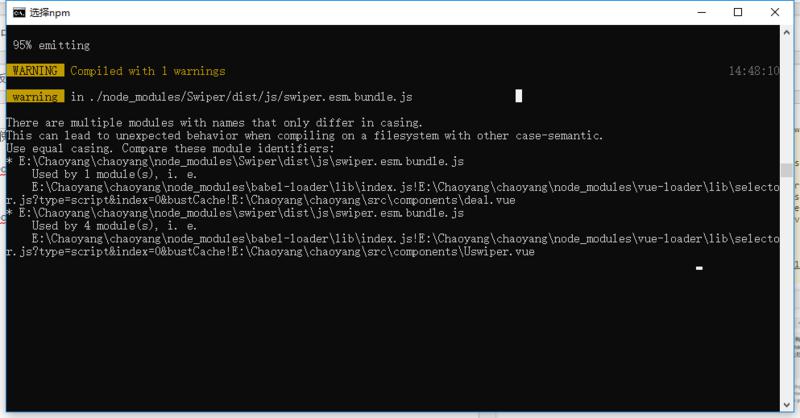 选择npm
95% emitting
WARNING Compiled with 1 warnings 14:48:10
warning in ./node_modules/Swiper/dist/js/swiper.esm.bundle.js
There are multiple modules with names that only differ in casing.
This can lead to unexpected behavior when compiling on a filesystem with other case-semantic.
Use equal casing. Compare these module identifiers:
* E:\Chaoyang\chaoyang\node_modules\Swiper\dist\js\swiper.esm.bundle.js
Used by 1 module(s), i. e.
E:\Chaoyang\chaoyang\node_modules\babel-loader\lib\index.js!E:\Chaoyang\chaoyang\node_modules\vue-loader\lib\selecto
r.js?type=script&index=0&bustCache!E:\Chaoyang\chaoyang\src\components\deal.vue
* E:\Chaoyang\chaoyang\node_modules\swiper\dist\js\swiper.esm.bundle.js
Used by 4 module(s), i. e.
E:\Chaoyang\chaoyang\node_modules\babel-loader\lib\index.js!E:\Chaoyang\chaoyang\node_modules\vue-loader\lib\selecto
r.js?type=script&index=0&bustCache!E:\Chaoyang\chaoyang\src\components\Uswiper.vue